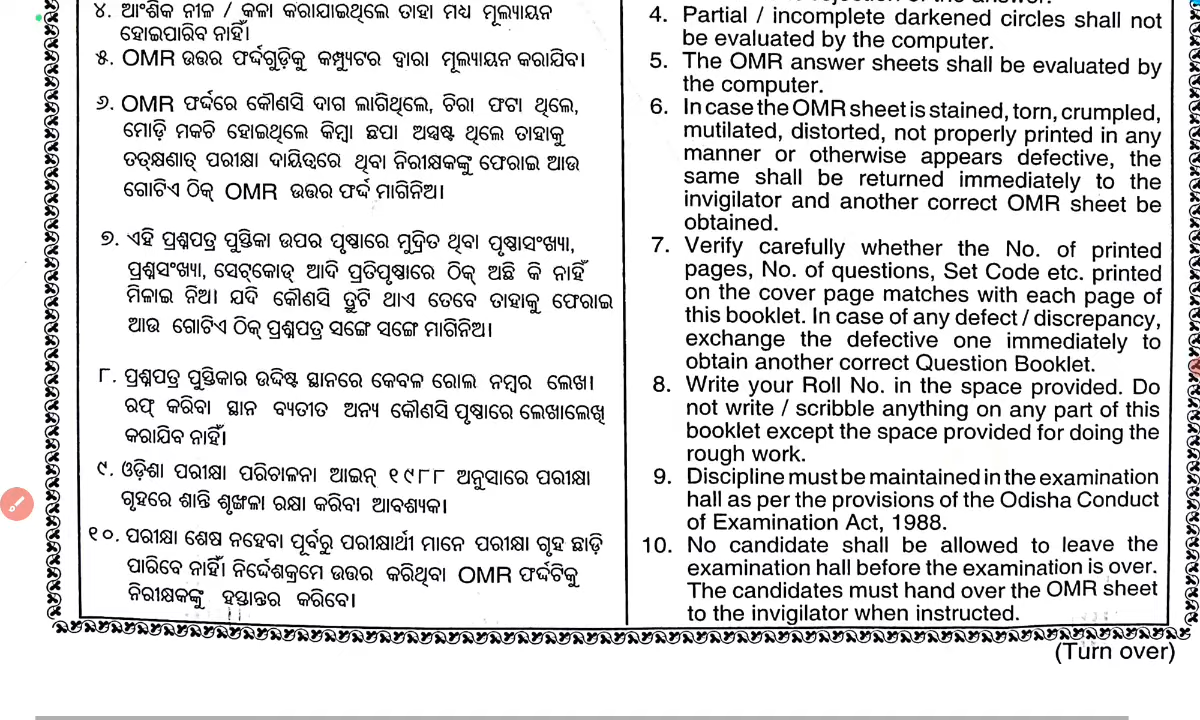 ୪. ଆଂଶିକ ନୀଳ / କଳା କରାଯାଇଥିଲେ ତାହା ମଧ୍ୟ ମୂଲ୍ୟାୟନ
ହୋଇପାରିବ ନାହିଁ।
୫. OMR ଉତ୍ତର ଫର୍ଦ୍ଦଗୁଡ଼ିକୁ କମ୍ପ୍ୟୁଟର ଦ୍ୱାରା ମୂଲ୍ୟାୟନ କରାଯିବ।
୬. OMR ଫର୍ଦ୍ଦରେ କୌଣସି ଦାଗ ଲାଗିଥିଲେ, ଚିରା ଫଟା ଥିଲେ,
ମୋଡ଼ି ମକଚି ହୋଇଥିଲେ କିମ୍ବା ଛପା ଅସ୍ପଷ୍ଟ ଥିଲେ ତାହାକୁ
ତତ୍‌କ୍ଷଣାତ୍ ପରୀକ୍ଷା ଦାୟିତ୍ୱରେ ଥିବା ନିରୀକ୍ଷକଙ୍କୁ ଫେରାଇ ଆଉ
ଗୋଟିଏ ଠିକ୍ OMR ଉତ୍ତର ଫର୍ଦ୍ଦ ମାଗିନିଅ।
୭. ଏହି ପ୍ରଶ୍ନପତ୍ର ପୁସ୍ତିକା ଉପର ପୃଷ୍ଠାରେ ମୁଦ୍ରିତ ଥିବା ପୃଷ୍ଠାସଂଖ୍ୟା,
ପ୍ରଶ୍ନସଂଖ୍ୟା, ସେଟ୍‌କୋଡ୍ ଆଦି ପ୍ରତିପୃଷ୍ଠାରେ ଠିକ୍ ଅଛି କି ନାହିଁ
ମିଳାଇ ନିଅ। ଯଦି କୌଣସି ତ୍ରୁଟି ଥାଏ ତେବେ ତାହାକୁ ଫେରାଇ
ଆଉ ଗୋଟିଏ ଠିକ୍ ପ୍ରଶ୍ନପତ୍ର ସଙ୍ଗେ ସଙ୍ଗେ ମାଗିନିଅ।
୮. ପ୍ରଶ୍ନପତ୍ର ପୁସ୍ତିକାର ଉଦ୍ଦିଷ୍ଟ ସ୍ଥାନରେ କେବଳ ରୋଲ ନମ୍ବର ଲେଖ।
ରଫ୍ କରିବା ସ୍ଥାନ ବ୍ୟତୀତ ଅନ୍ୟ କୌଣସି ପୃଷ୍ଠାରେ ଲେଖାଲେଖି
କରାଯିବ ନାହିଁ।
୯. ଓଡ଼ିଶା ପରୀକ୍ଷା ପରିଚାଳନା ଆଇନ୍ ୧୯୮୮ ଅନୁସାରେ ପରୀକ୍ଷା
ଗୃହରେ ଶାନ୍ତି ଶୃଙ୍ଖଳା ରକ୍ଷା କରିବା ଆବଶ୍ୟକ।
୧୦. ପରୀକ୍ଷା ଶେଷ ନହେବା ପୂର୍ବରୁ ପରୀକ୍ଷାର୍ଥୀ ମାନେ ପରୀକ୍ଷା ଗୃହ ଛାଡ଼ି
ପାରିବେ ନାହିଁ। ନିର୍ଦ୍ଦେଶକ୍ରମେ ଉତ୍ତର କରିଥିବା OMR ଫର୍ଦ୍ଦଟିକୁ
ନିରୀକ୍ଷକଙ୍କୁ ହସ୍ତାନ୍ତର କରିବେ।
4. Partial / incomplete darkened circles shall not
be evaluated by the computer.
5. The OMR answer sheets shall be evaluated by
the computer.
6. In case the OMR sheet is stained, torn, crumpled,
mutilated, distorted, not properly printed in any
manner or otherwise appears defective, the
same shall be returned immediately to the
invigilator and another correct OMR sheet be
obtained.
7. Verify carefully whether the No. of printed
pages, No. of questions, Set Code etc. printed
on the cover page matches with each page of
this booklet. In case of any defect / discrepancy,
exchange the defective one immediately to
obtain another correct Question Booklet.
8. Write your Roll No. in the space provided. Do
not write / scribble anything on any part of this
booklet except the space provided for doing the
rough work.
9. Discipline must be maintained in the examination
hall as per the provisions of the Odisha Conduct
of Examination Act, 1988.
10. No candidate shall be allowed to leave the
examination hall before the examination is over.
The candidates must hand over the OMR sheet
to the invigilator when instructed.
(Turn over)